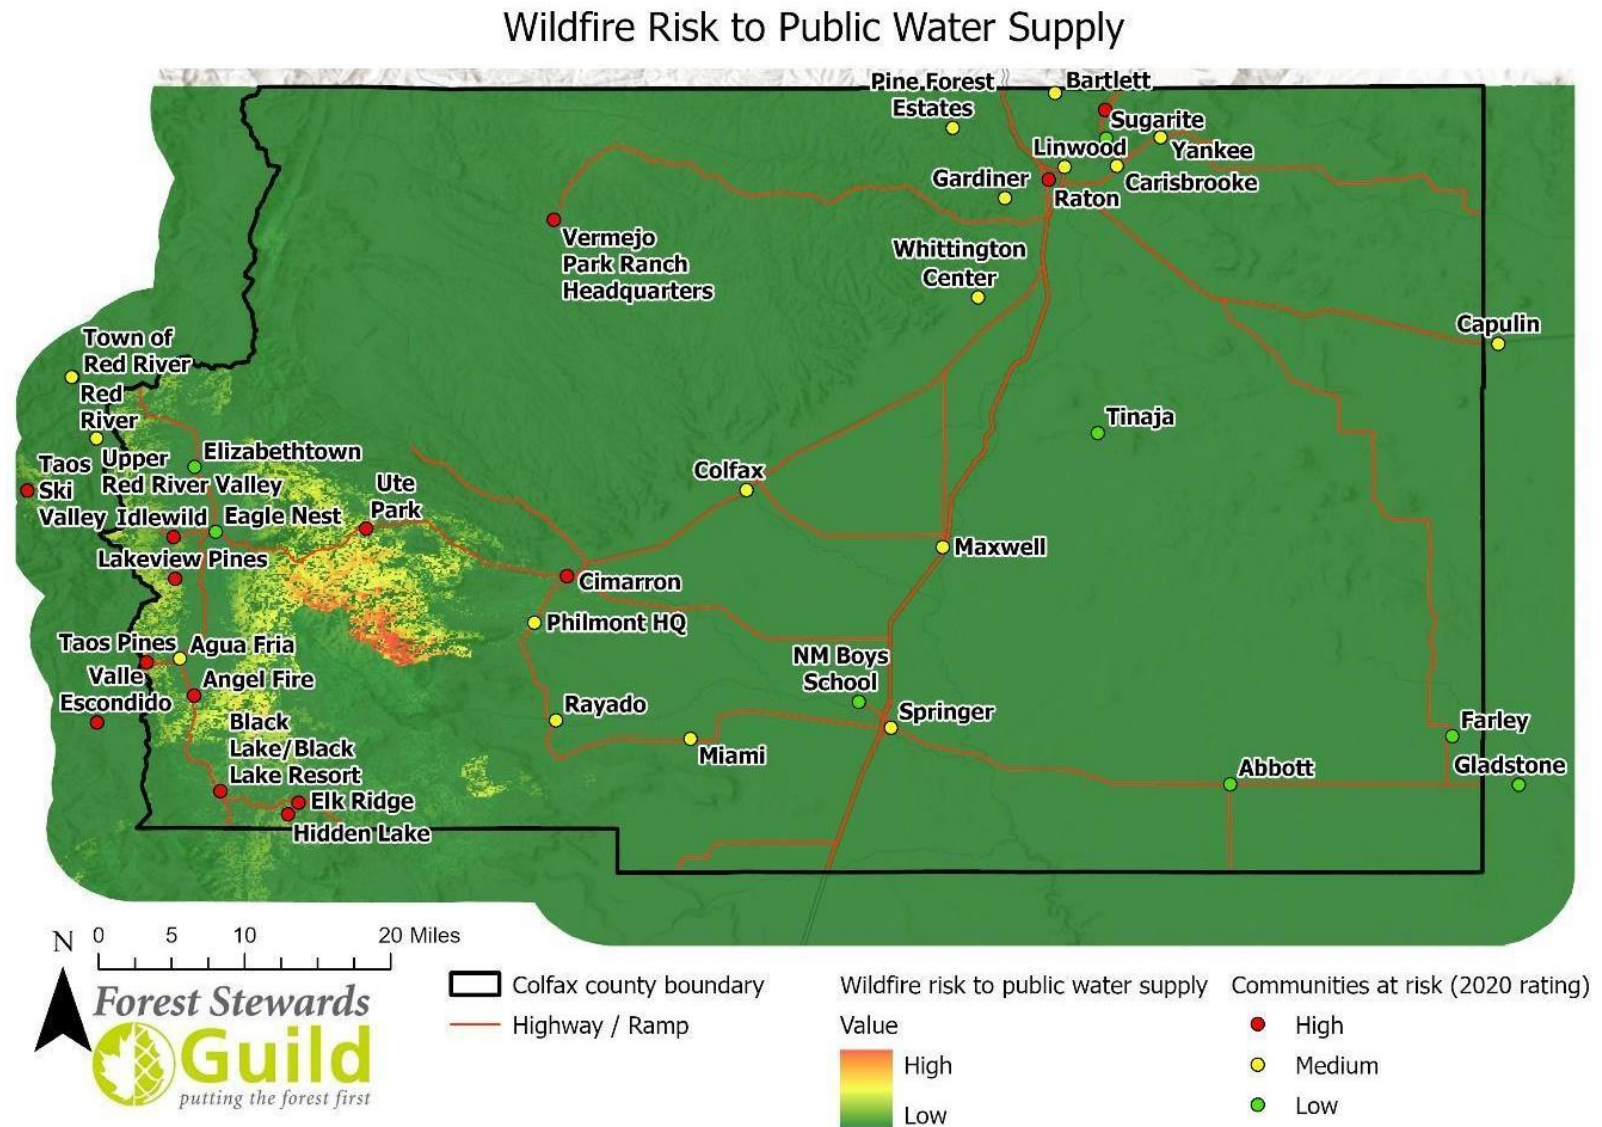 Wildfire Risk to Public Water Supply
Pine Forest
Estates
Bartlett
Sugarite
Linwood
Yankee
Gardiner
Carisbrooke
Raton
Vermejo
Park Ranch
Headquarters
Whittington
Center
Capulin
Town of
Red River
Red
River
Tinaja
Elizabethtown
Taos
Ski
Valley
Upper
Red River Valley
Ute
Park
Colfax
Idlewild
Eagle Nest
Maxwell
Lakeview Pines
Cimarron
Philmont HQ
Taos Pines
Agua Fria
NM Boys
School
Valle
Escondido
Angel Fire
Rayado
Springer
Farley
Black
Lake/Black
Lake Resort
Miami
Abbott
Gladstone
Elk Ridge
Hidden Lake
N
0 5 10 20 Miles
Forest Stewards
Guild
putting the forest first
Colfax county boundary
Highway / Ramp
Wildfire risk to public water supply
Value
High
Low
Communities at risk (2020 rating)
High
Medium
Low